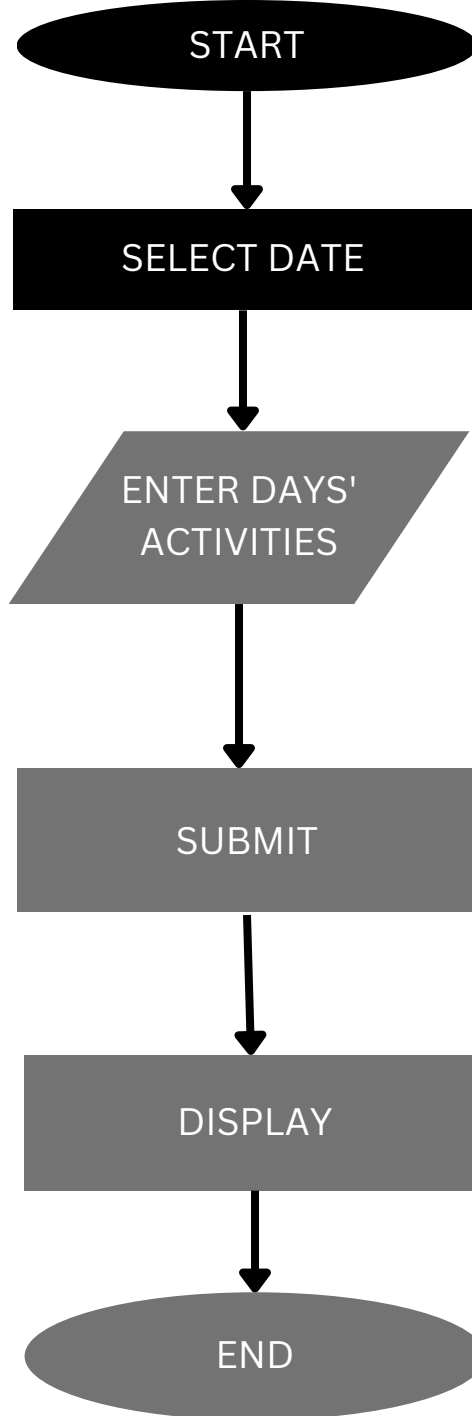 START
SELECT DATE
ENTER DAYS'
ACTIVITIES
SUBMIT
DISPLAY
END